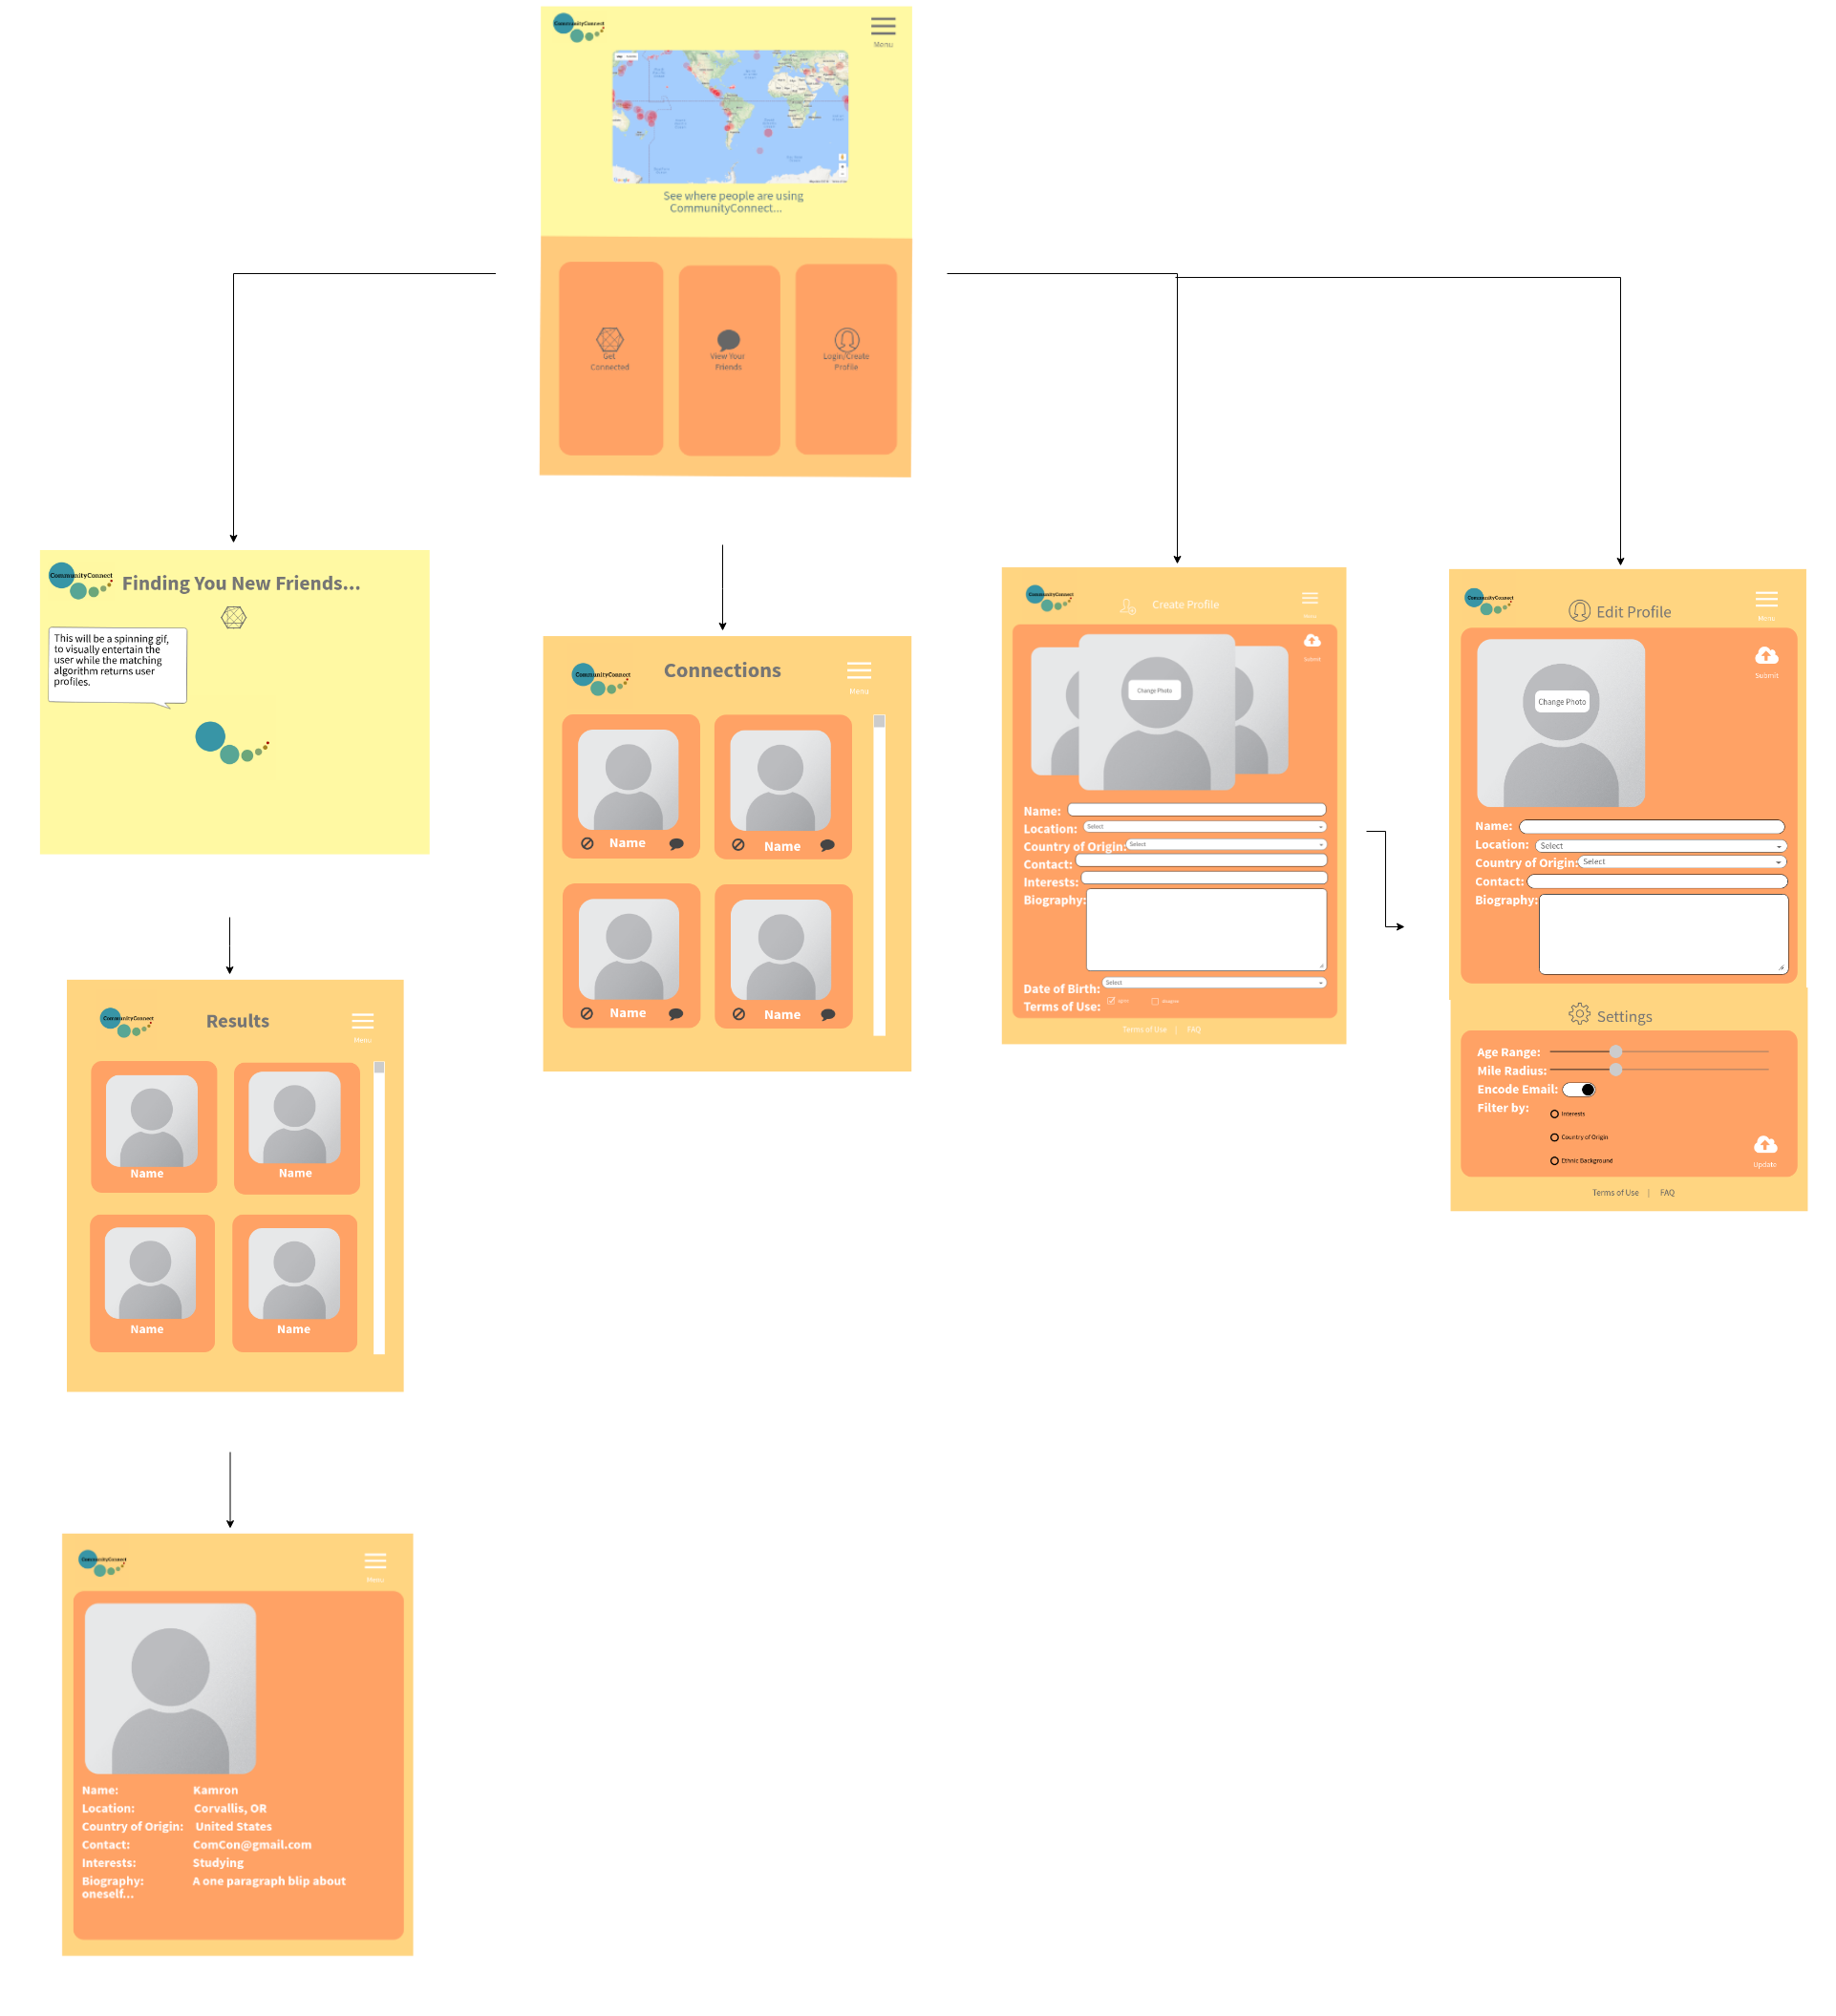 CommunityConnect
Menu
See where people are using
CommunityConnect...
Get
Connected
View Your
Friends
Login/Create
Profile
CommunityConnect
Finding You New Friends...
This will be a spinning gif,
to visually entertain the
user while the matching
algorithm returns user
profiles.
CommunityConnect
Results
Menu
Name
Name
Name
Name
CommunityConnect
Menu
Name: Kamron
Location: Corvallis, OR
Country of Origin: United States
Contact: ComCon@gmail.com
Interests: Studying
Biography: A one paragraph blip about
oneself...
CommunityConnect
Connections
Menu
Name
Name
Name
Name
CommunityConnect
Create Profile
Menu
Submit
Change Photo
Name:
Location: Select
Country of Origin: Select
Contact:
Interests:
Biography:
Date of Birth: Select
Terms of Use:
Terms of Use | FAQ
CommunityConnect
Edit Profile
Menu
Submit
Change Photo
Name:
Location: Select
Country of Origin: Select
Contact:
Biography:
Settings
Age Range:
Mile Radius:
Encode Email:
Filter by:
Interests
Country of Origin
Ethnic Background
Update
Terms of Use | FAQ